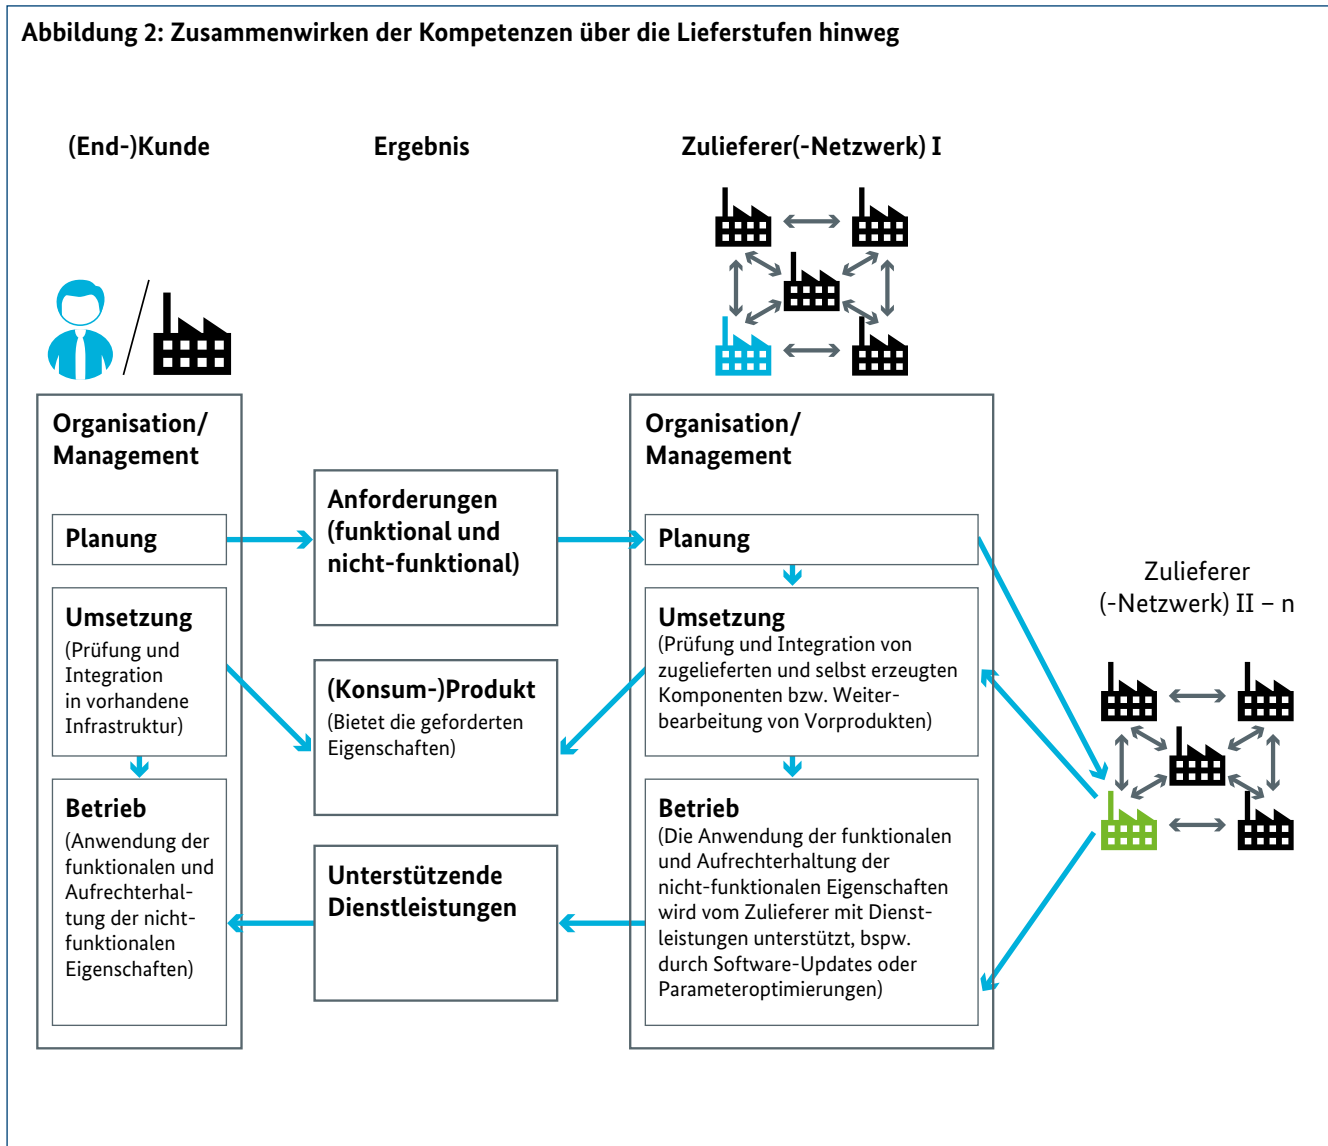 Abbildung 2: Zusammenwirken der Kompetenzen über die Lieferstufen hinweg
(End-)Kunde
Ergebnis
Zulieferer(-Netzwerk) I
Organisation/
Management
Planung
Umsetzung
(Prüfung und
Integration
in vorhandene
Infrastruktur)
Betrieb
(Anwendung der
funktionalen und
Aufrechterhal-
tung der nicht-
funktionalen
Eigenschaften)
Anforderungen
(funktional und
nicht-funktional)
(Konsum-)Produkt
(Bietet die geforderten
Eigenschaften)
Unterstützende
Dienstleistungen
Organisation/
Management
Planung
Umsetzung
(Prüfung und Integration von
zugelieferten und selbst erzeugten
Komponenten bzw. Weiter-
bearbeitung von Vorprodukten)
Betrieb
(Die Anwendung der funktionalen
und Aufrechterhaltung der
nicht-funktionalen Eigenschaften
wird vom Zulieferer mit Dienst-
leistungen unterstützt, bspw.
durch Software-Updates oder
Parameteroptimierungen)
Zulieferer
(-Netzwerk) II – n